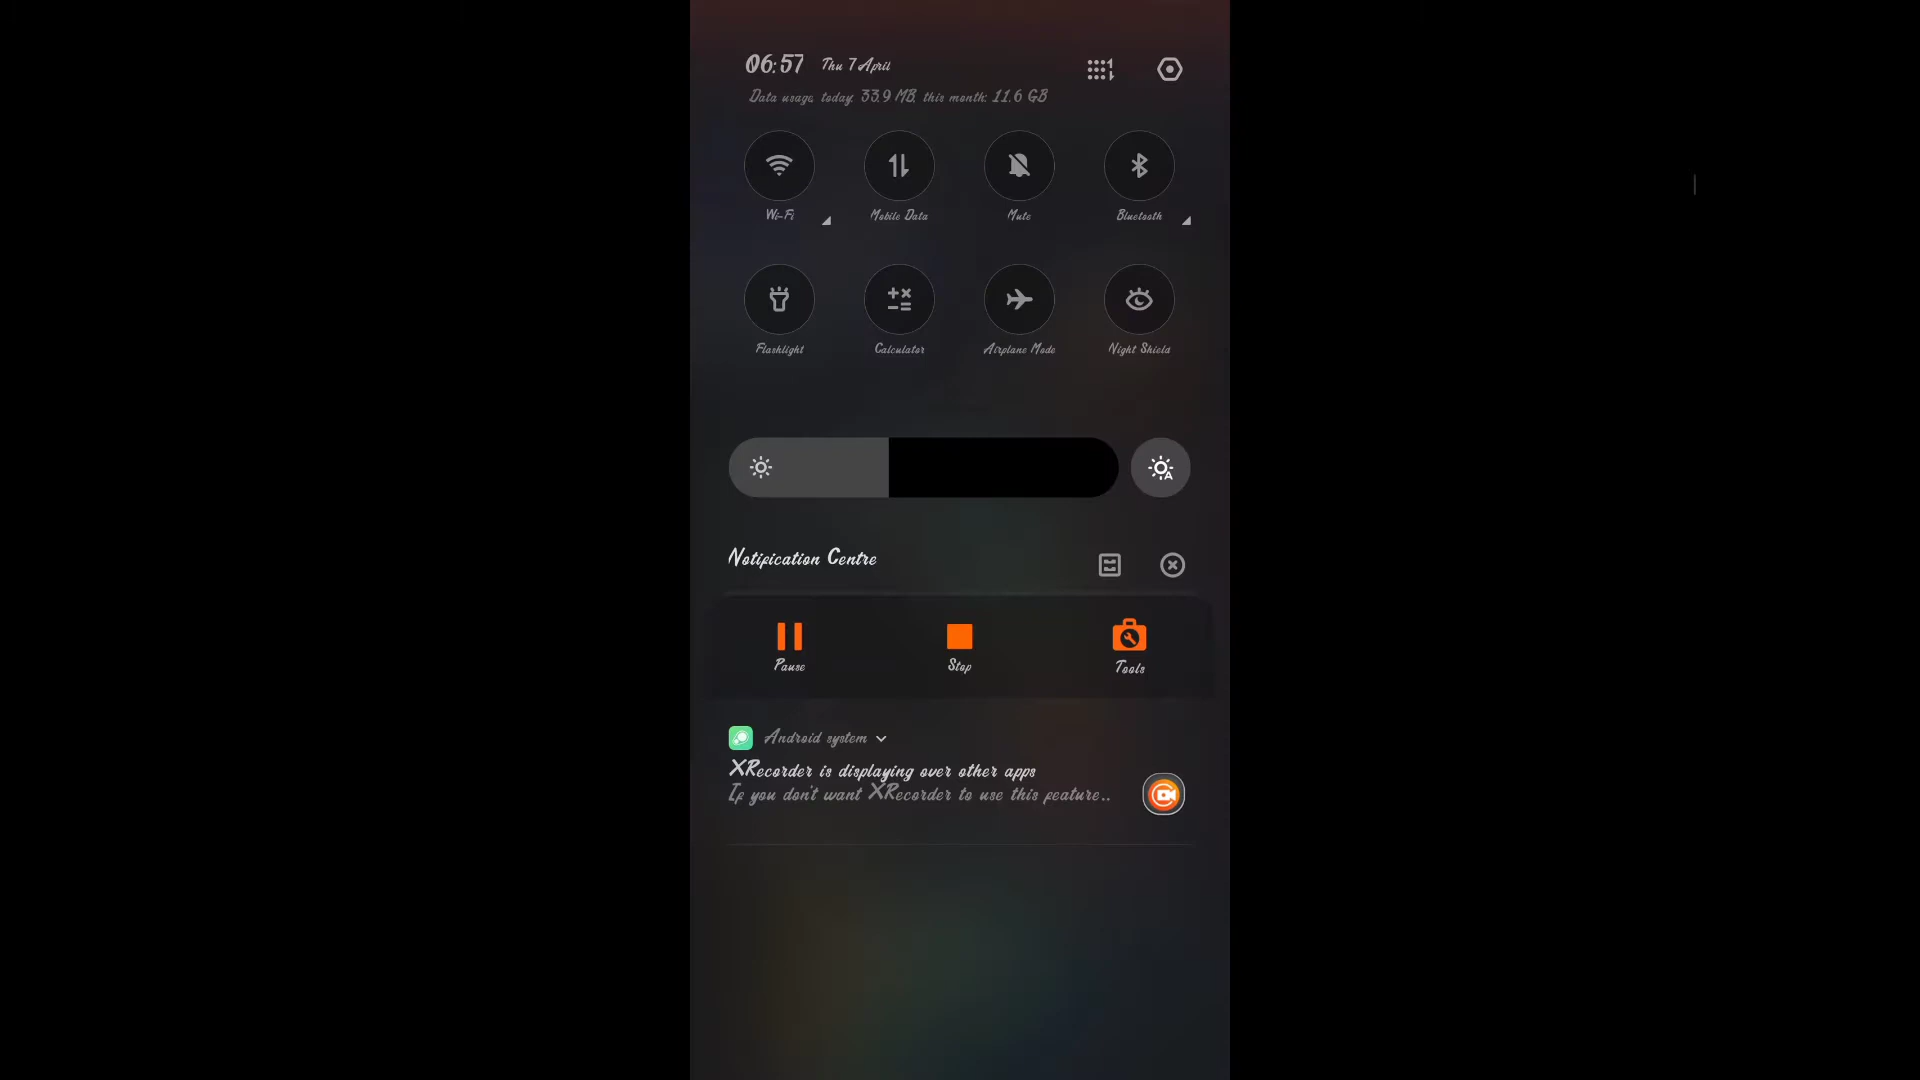 06:57 Thu 7 April
Data usage, today: 33.9 MB, this month: 11.6 GB
Wi-Fi Mobile Data Mute Bluetooth
Flashlight Calculator Airplane Mode Night Shield
Notification Centre
Pause Stop Tools
Android system
XRecorder is displaying over other apps
If you don't want XRecorder to use this feature..